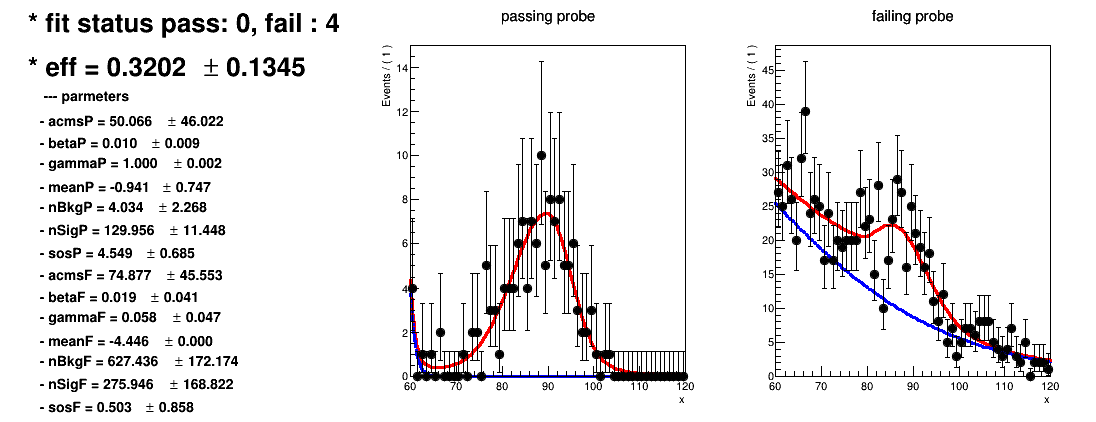 * fit status pass: 0, fail : 4
* eff = 0.3202 ± 0.1345
--- parmeters
- acmsP = 50.066 ± 46.022
- betaP = 0.010 ± 0.009
- gammaP = 1.000 ± 0.002
- meanP = -0.941 ± 0.747
- nBkgP = 4.034 ± 2.268
- nSigP = 129.956 ± 11.448
- sosP = 4.549 ± 0.685
- acmsF = 74.877 ± 45.553
- betaF = 0.019 ± 0.041
- gammaF = 0.058 ± 0.047
- meanF = -4.446 ± 0.000
- nBkgF = 627.436 ± 172.174
- nSigF = 275.946 ± 168.822
- sosF = 0.503 ± 0.858
passing probe
Events / ( 1 )
14
12
10
8
6
4
2
0
60 70 80 90 100 110 120
x
failing probe
Events / ( 1 )
45
40
35
30
25
20
15
10
5
0
60 70 80 90 100 110 120
x